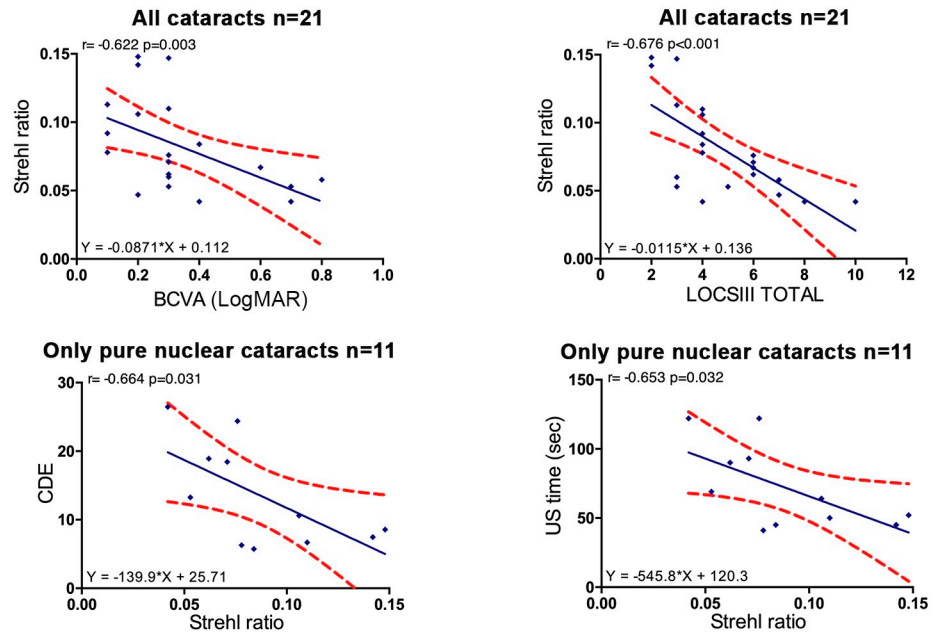 All cataracts n=21
r= -0.622 p=0.003
0.15
0.10
0.05
0.00
Strehl ratio
Y = -0.0871*X + 0.112
0.0 0.2 0.4 0.6 0.8 1.0
BCVA (LogMAR)
All cataracts n=21
r= -0.676 p<0.001
0.15
0.10
0.05
0.00
Strehl ratio
Y = -0.0115*X + 0.136
0 2 4 6 8 10 12
LOCSIII TOTAL
Only pure nuclear cataracts n=11
r= -0.664 p=0.031
30
20
10
0
CDE
Y = -139.9*X + 25.71
0.00 0.05 0.10 0.15
Strehl ratio
Only pure nuclear cataracts n=11
r= -0.653 p=0.032
150
100
50
0
US time (sec)
Y = -545.8*X + 120.3
0.00 0.05 0.10 0.15
Strehl ratio